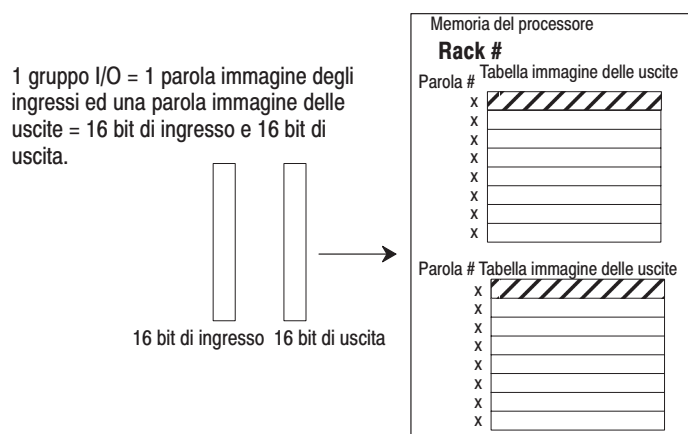 1 gruppo I/O = 1 parola immagine degli
ingressi ed una parola immagine delle
uscite = 16 bit di ingresso e 16 bit di
uscita.
16 bit di ingresso 16 bit di uscita
Memoria del processore
Rack #
Parola # Tabella immagine delle uscite
x
x
x
x
x
x
x
x
Parola # Tabella immagine delle uscite
x
x
x
x
x
x
x
x